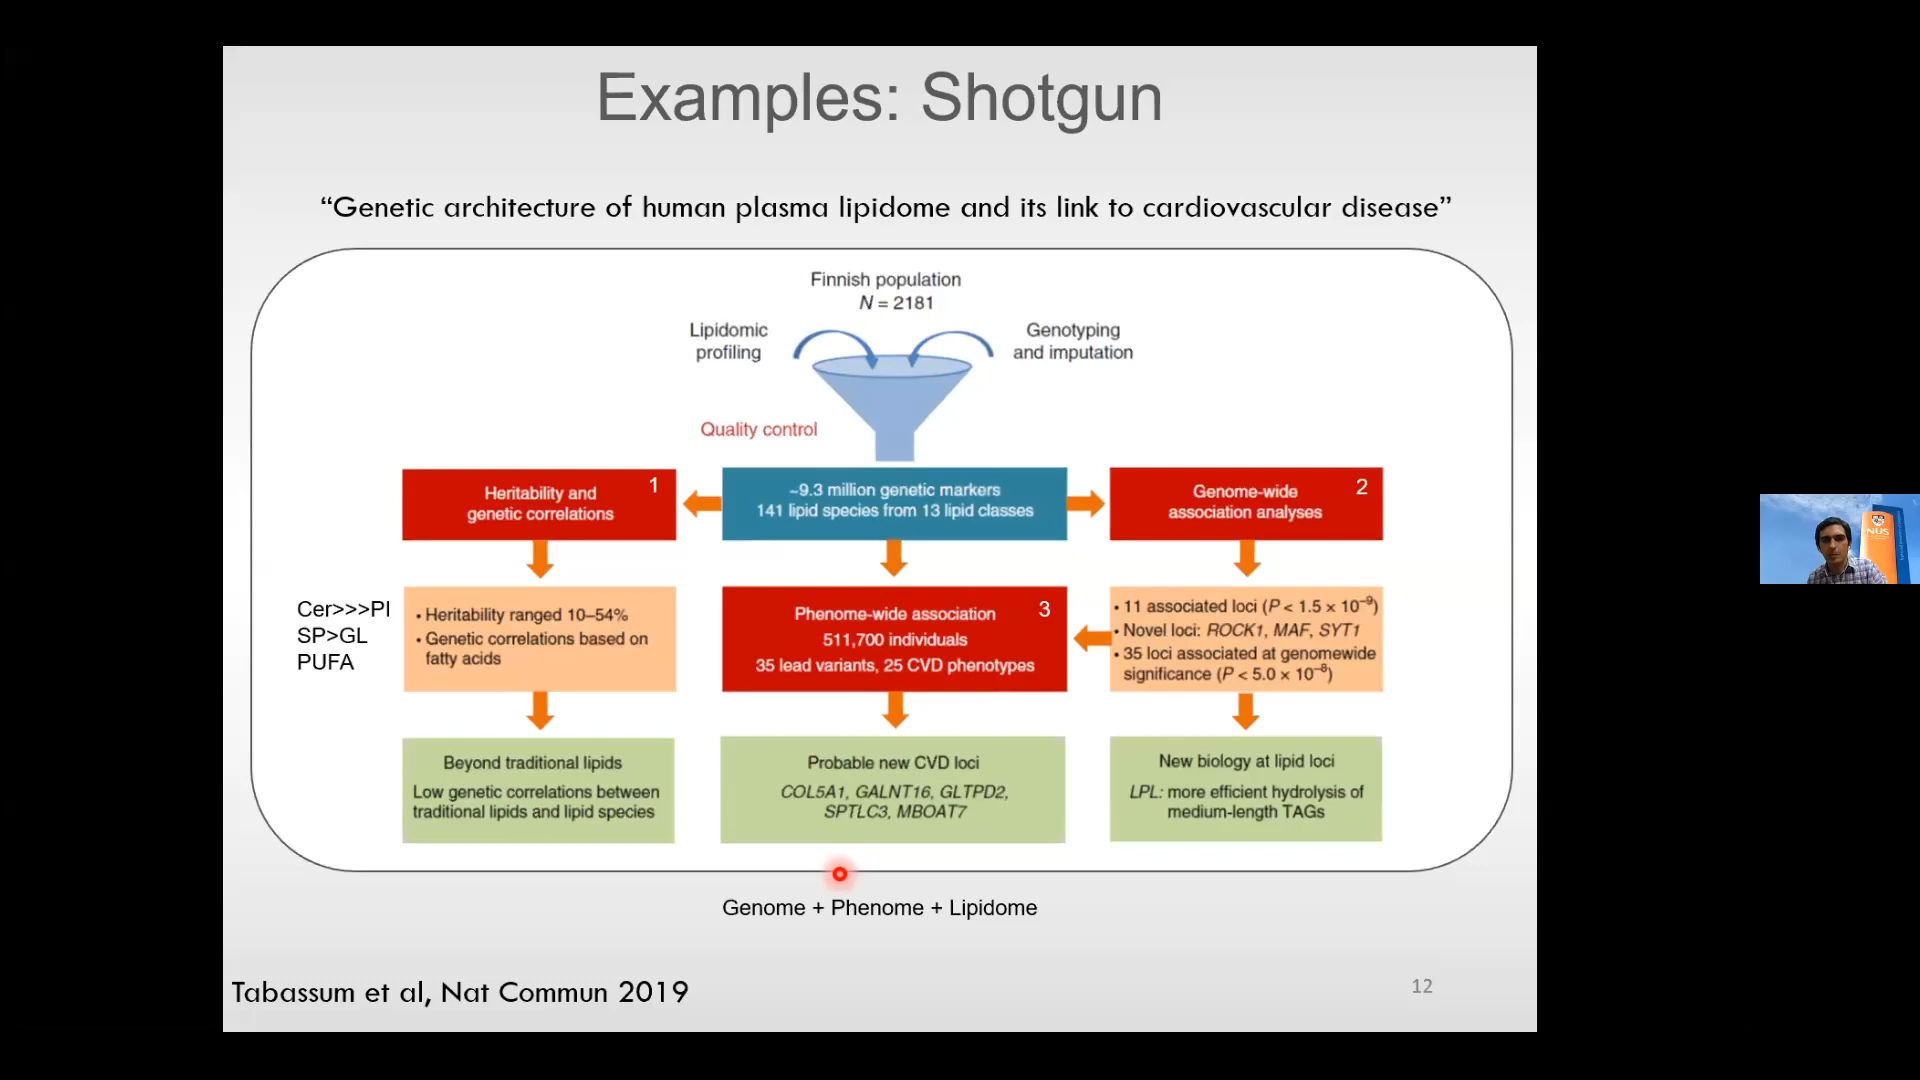 Examples: Shotgun
“Genetic architecture of human plasma lipidome and its link to cardiovascular disease”
Finnish population
N = 2181
Lipidomic
profiling
Genotyping
and imputation
Quality control
Heritability and
genetic correlations
1
~9.3 million genetic markers
141 lipid species from 13 lipid classes
Genome-wide
association analyses
2
Cer>>>PI
SP>GL
PUFA
• Heritability ranged 10–54%
• Genetic correlations based on
fatty acids
Phenome-wide association
511,700 individuals
35 lead variants, 25 CVD phenotypes
3
• 11 associated loci (P < 1.5 × 10⁻⁹)
• Novel loci: ROCK1, MAF, SYT1
• 35 loci associated at genomewide
significance (P < 5.0 × 10⁻⁸)
Beyond traditional lipids
Low genetic correlations between
traditional lipids and lipid species
Probable new CVD loci
COL5A1, GALNT16, GLTPD2,
SPTLC3, MBOAT7
New biology at lipid loci
LPL: more efficient hydrolysis of
medium-length TAGs
Genome + Phenome + Lipidome
Tabassum et al, Nat Commun 2019
12
NUS